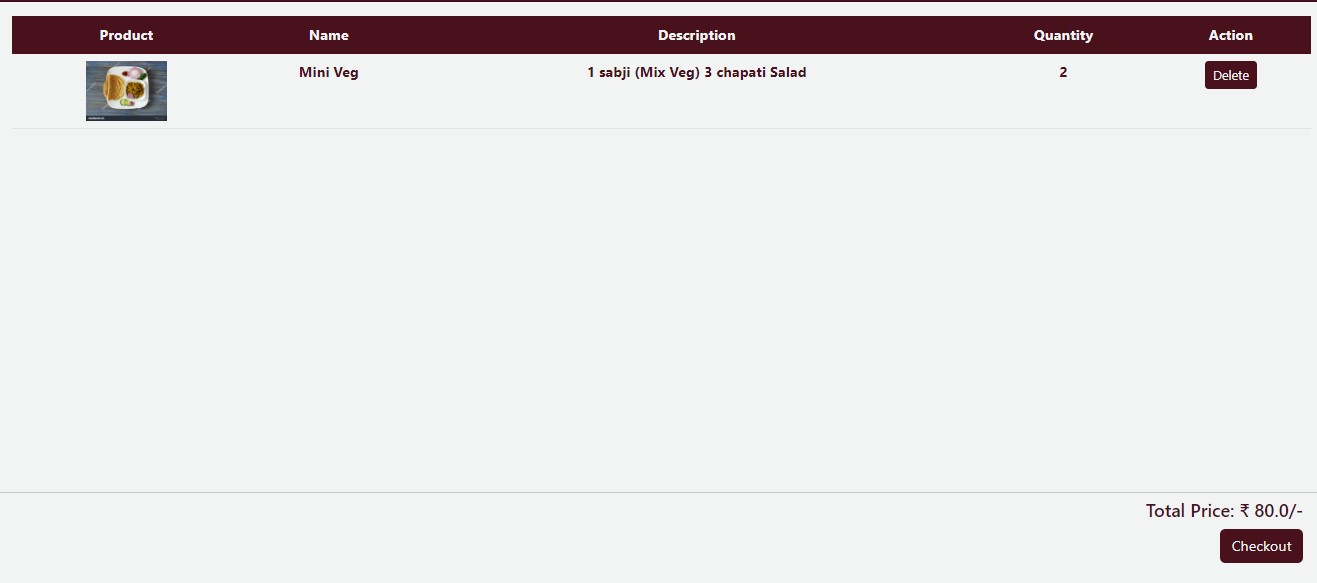 Product Name Description Quantity Action
Mini Veg 1 sabji (Mix Veg) 3 chapati Salad 2 Delete
Total Price: ₹ 80.0/-
Checkout